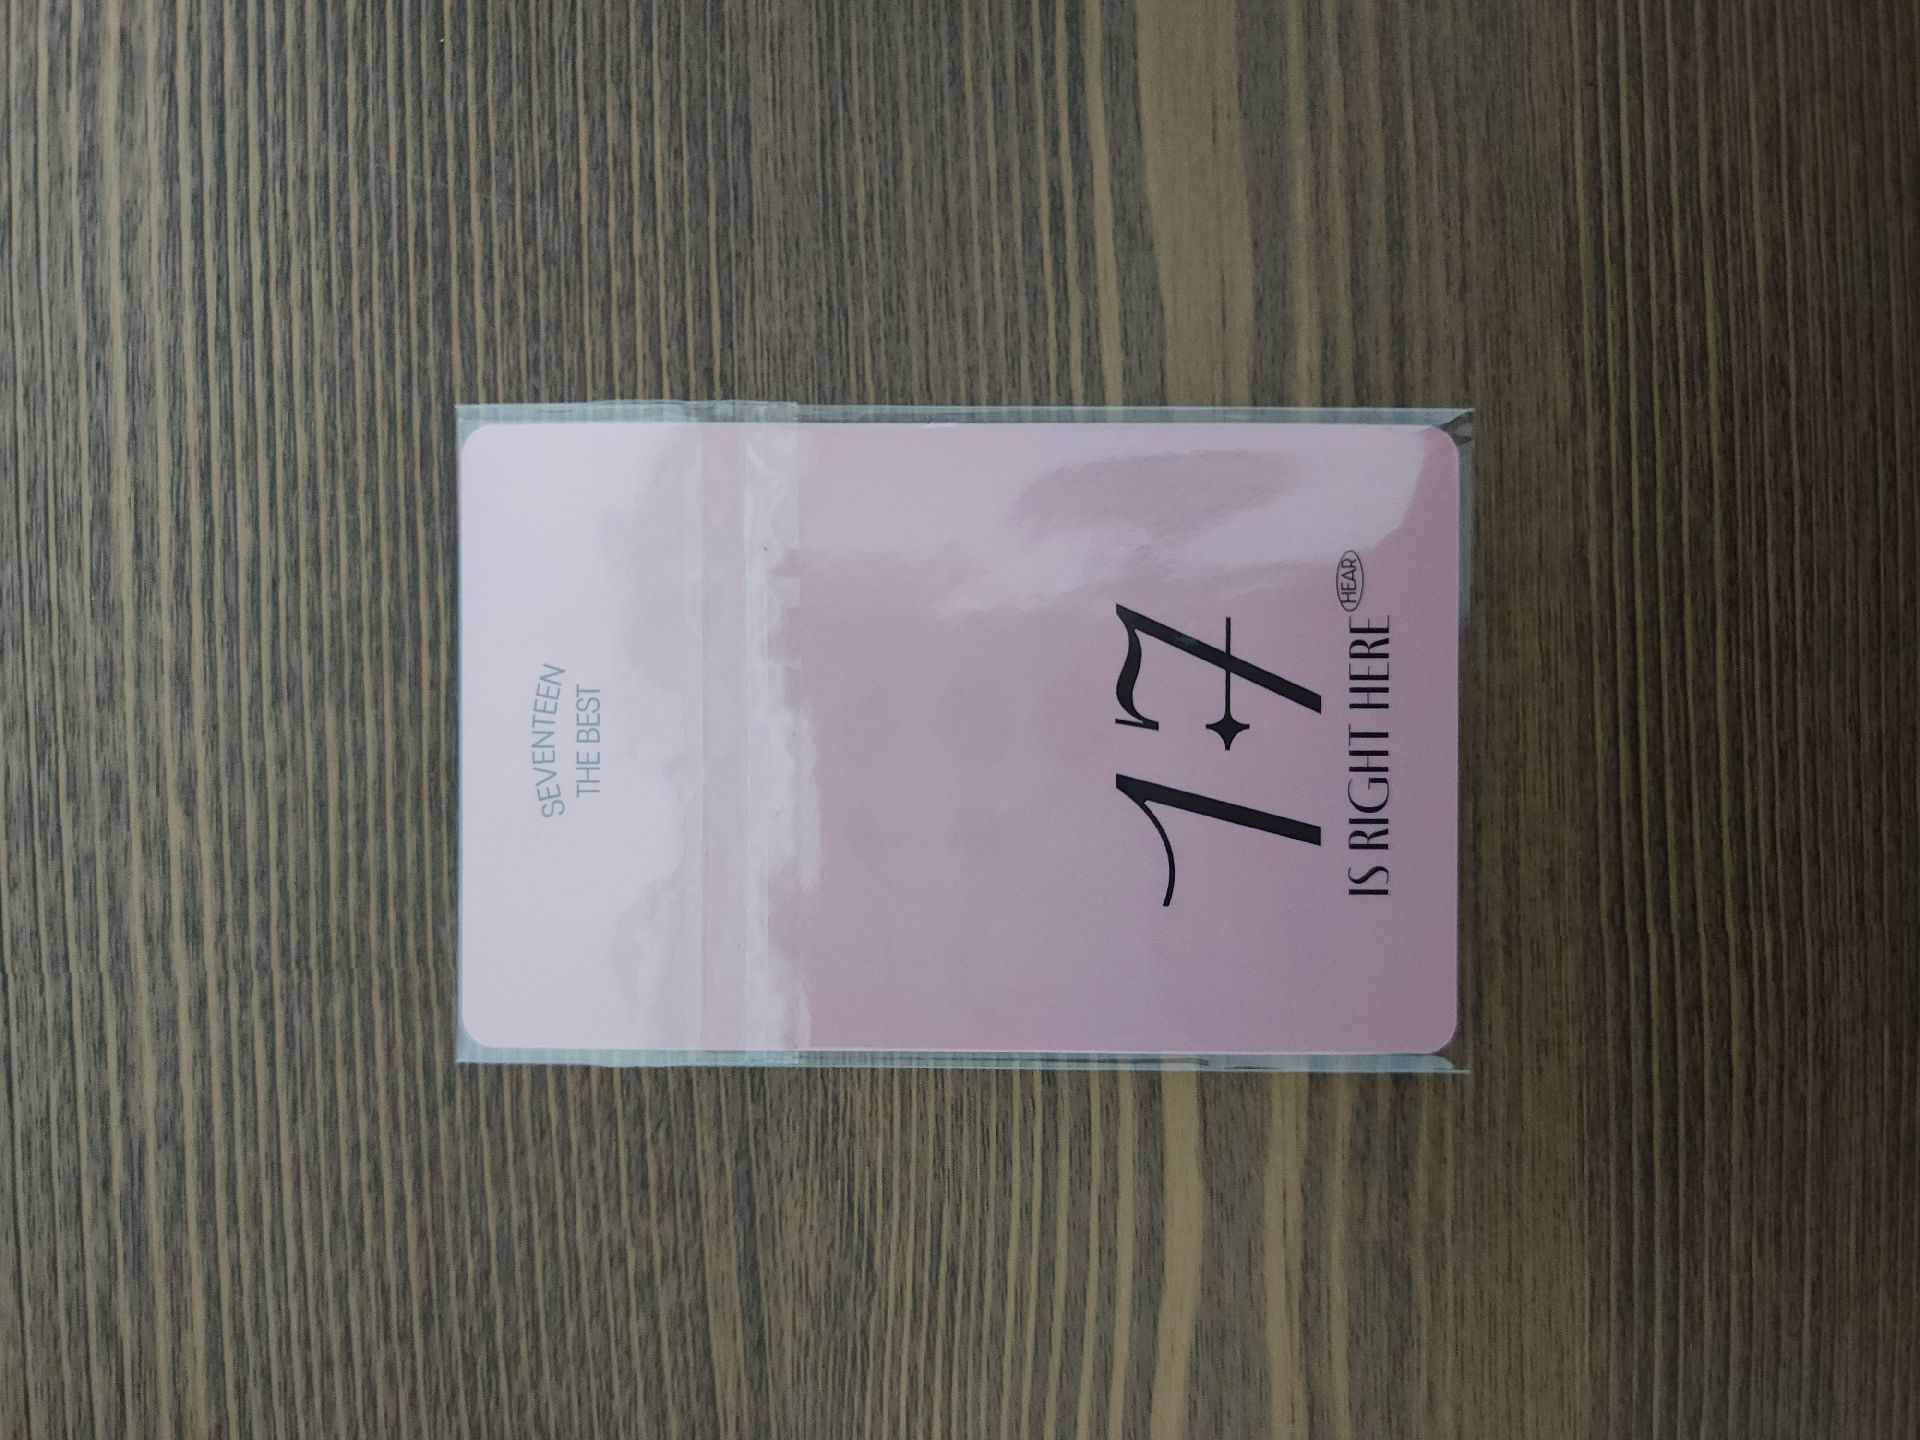 SEVENTEEN
THE BEST
17
IS RIGHT HERE HEAR